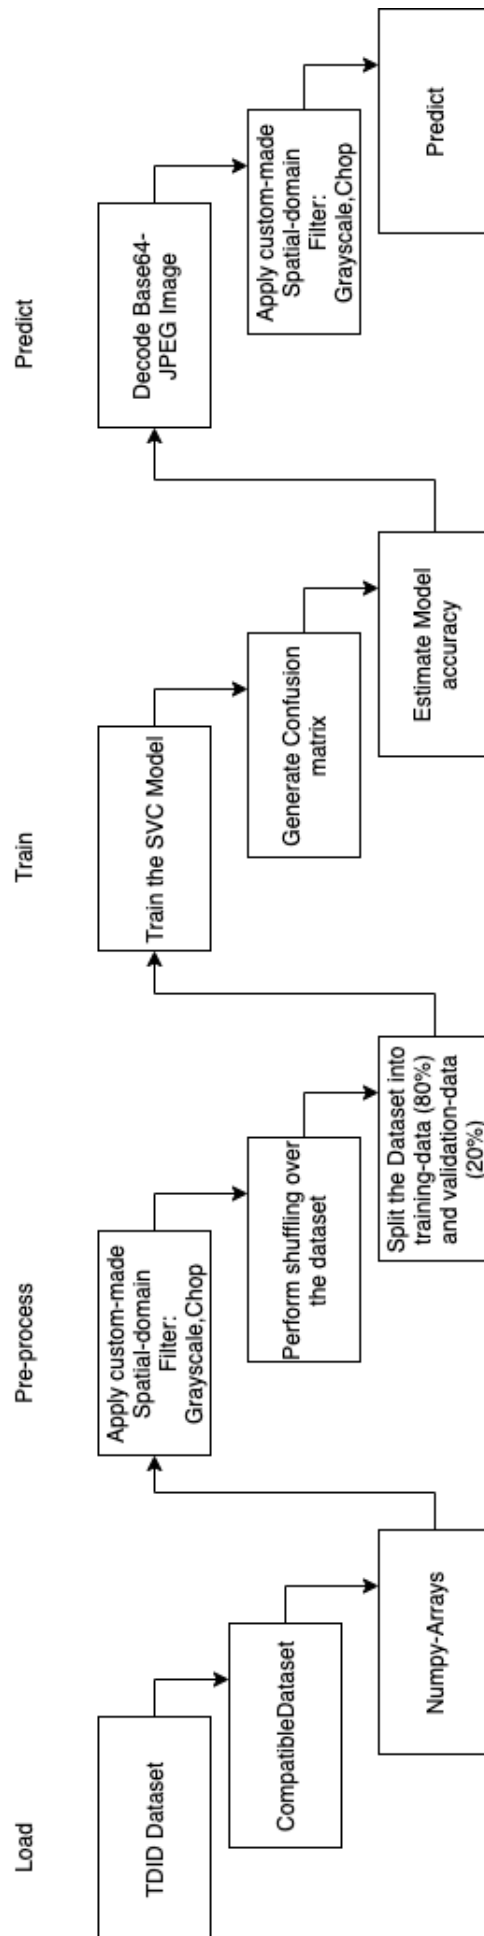 Load
TDID Dataset
CompatibleDataset
Numpy-Arrays
Pre-process
Apply custom-made
Spatial-domain
Filter:
Grayscale,Chop
Perform shuffling over
the dataset
Split the Dataset into
training-data (80%)
and validation-data
(20%)
Train
Train the SVC Model
Generate Confusion
matrix
Estimate Model
accuracy
Predict
Decode Base64-
JPEG Image
Apply custom-made
Spatial-domain
Filter:
Grayscale,Chop
Predict